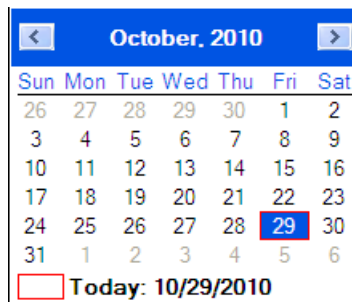 October, 2010
Sun Mon Tue Wed Thu Fri Sat
26 27 28 29 30 1 2
3 4 5 6 7 8 9
10 11 12 13 14 15 16
17 18 19 20 21 22 23
24 25 26 27 28 29 30
31 1 2 3 4 5 6
Today: 10/29/2010